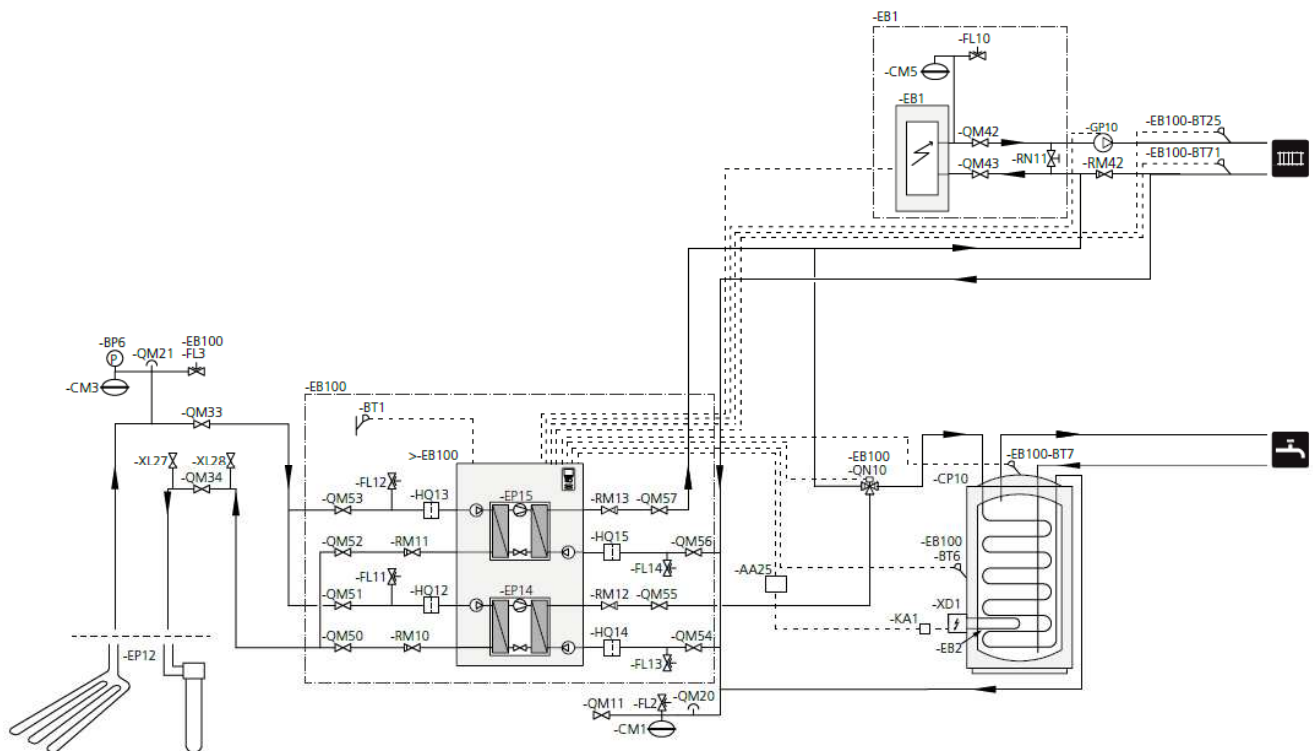 -EB1
-FL10
-CM5
-EB1
-QM42
-GP10
-EB100-BT25
-QM43
-RN11
-RM42
-EB100-BT71
-BP6
P
-QM21
-EB100
-FL3
-CM3
-EB100
-QM33
-BT1
-XL27
-XL28
-QM34
>-EB100
-EB100
-QN10
-EB100-BT7
-CP10
-FL12
-QM53
-HQ13
-EP15
-RM13
-QM57
-QM52
-RM11
-HQ15
-QM56
-EB100
-BT6
-FL11
-FL14
-AA25
-QM51
-HQ12
-EP14
-RM12
-QM55
-XD1
-KA1
-QM50
-RM10
-HQ14
-QM54
-EB2
-EP12
-FL13
-QM11
-FL2
-QM20
-CM1